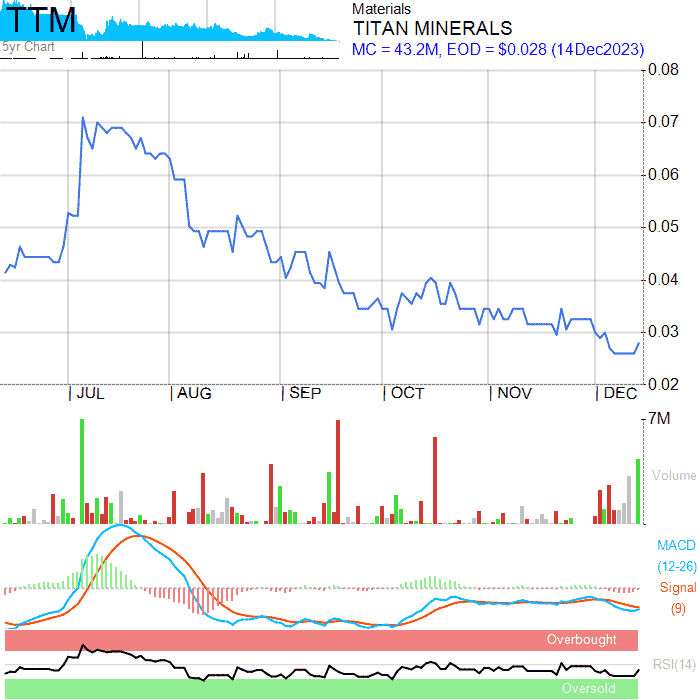 TTM
5yr Chart
Materials
TITAN MINERALS
MC = 43.2M, EOD = $0.028 (14Dec2023)
0.08
0.07
0.06
0.05
0.04
0.03
0.02
JUL AUG SEP OCT NOV DEC
7M
Volume
MACD
(12-26)
Signal
(9)
Overbought
RSI(14)
Oversold